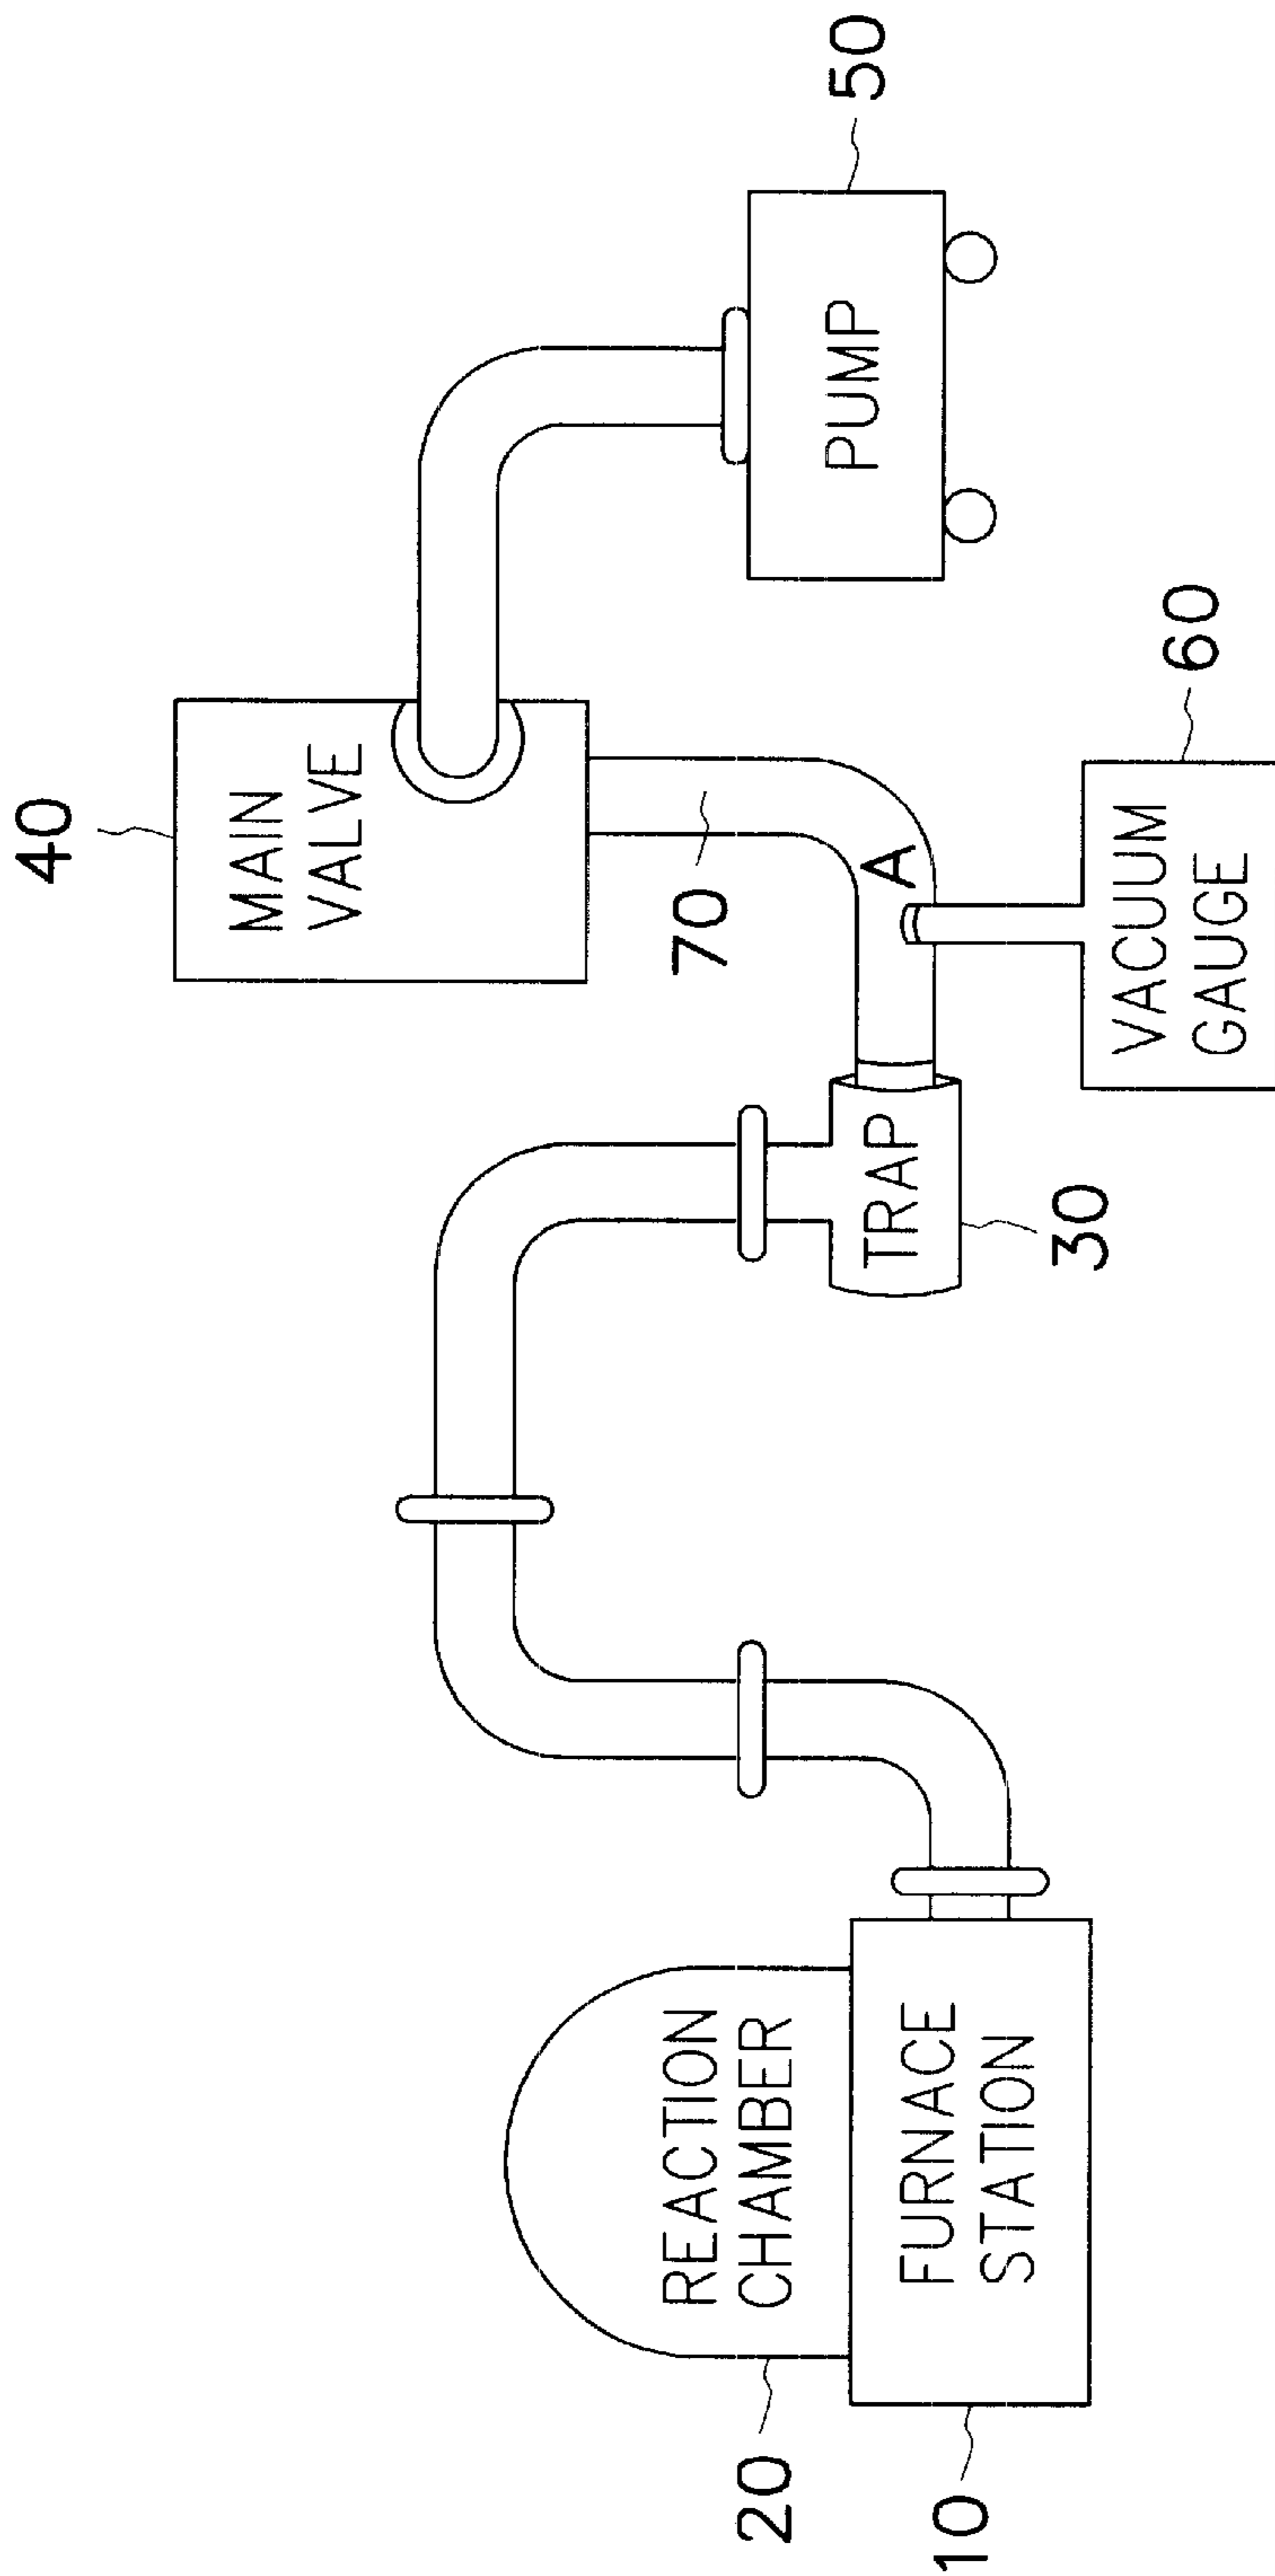 40
MAIN
VALVE
50
PUMP
70
A
60
VACUUM
GAUGE
TRAP
30
20
REACTION
CHAMBER
10
FURNACE
STATION